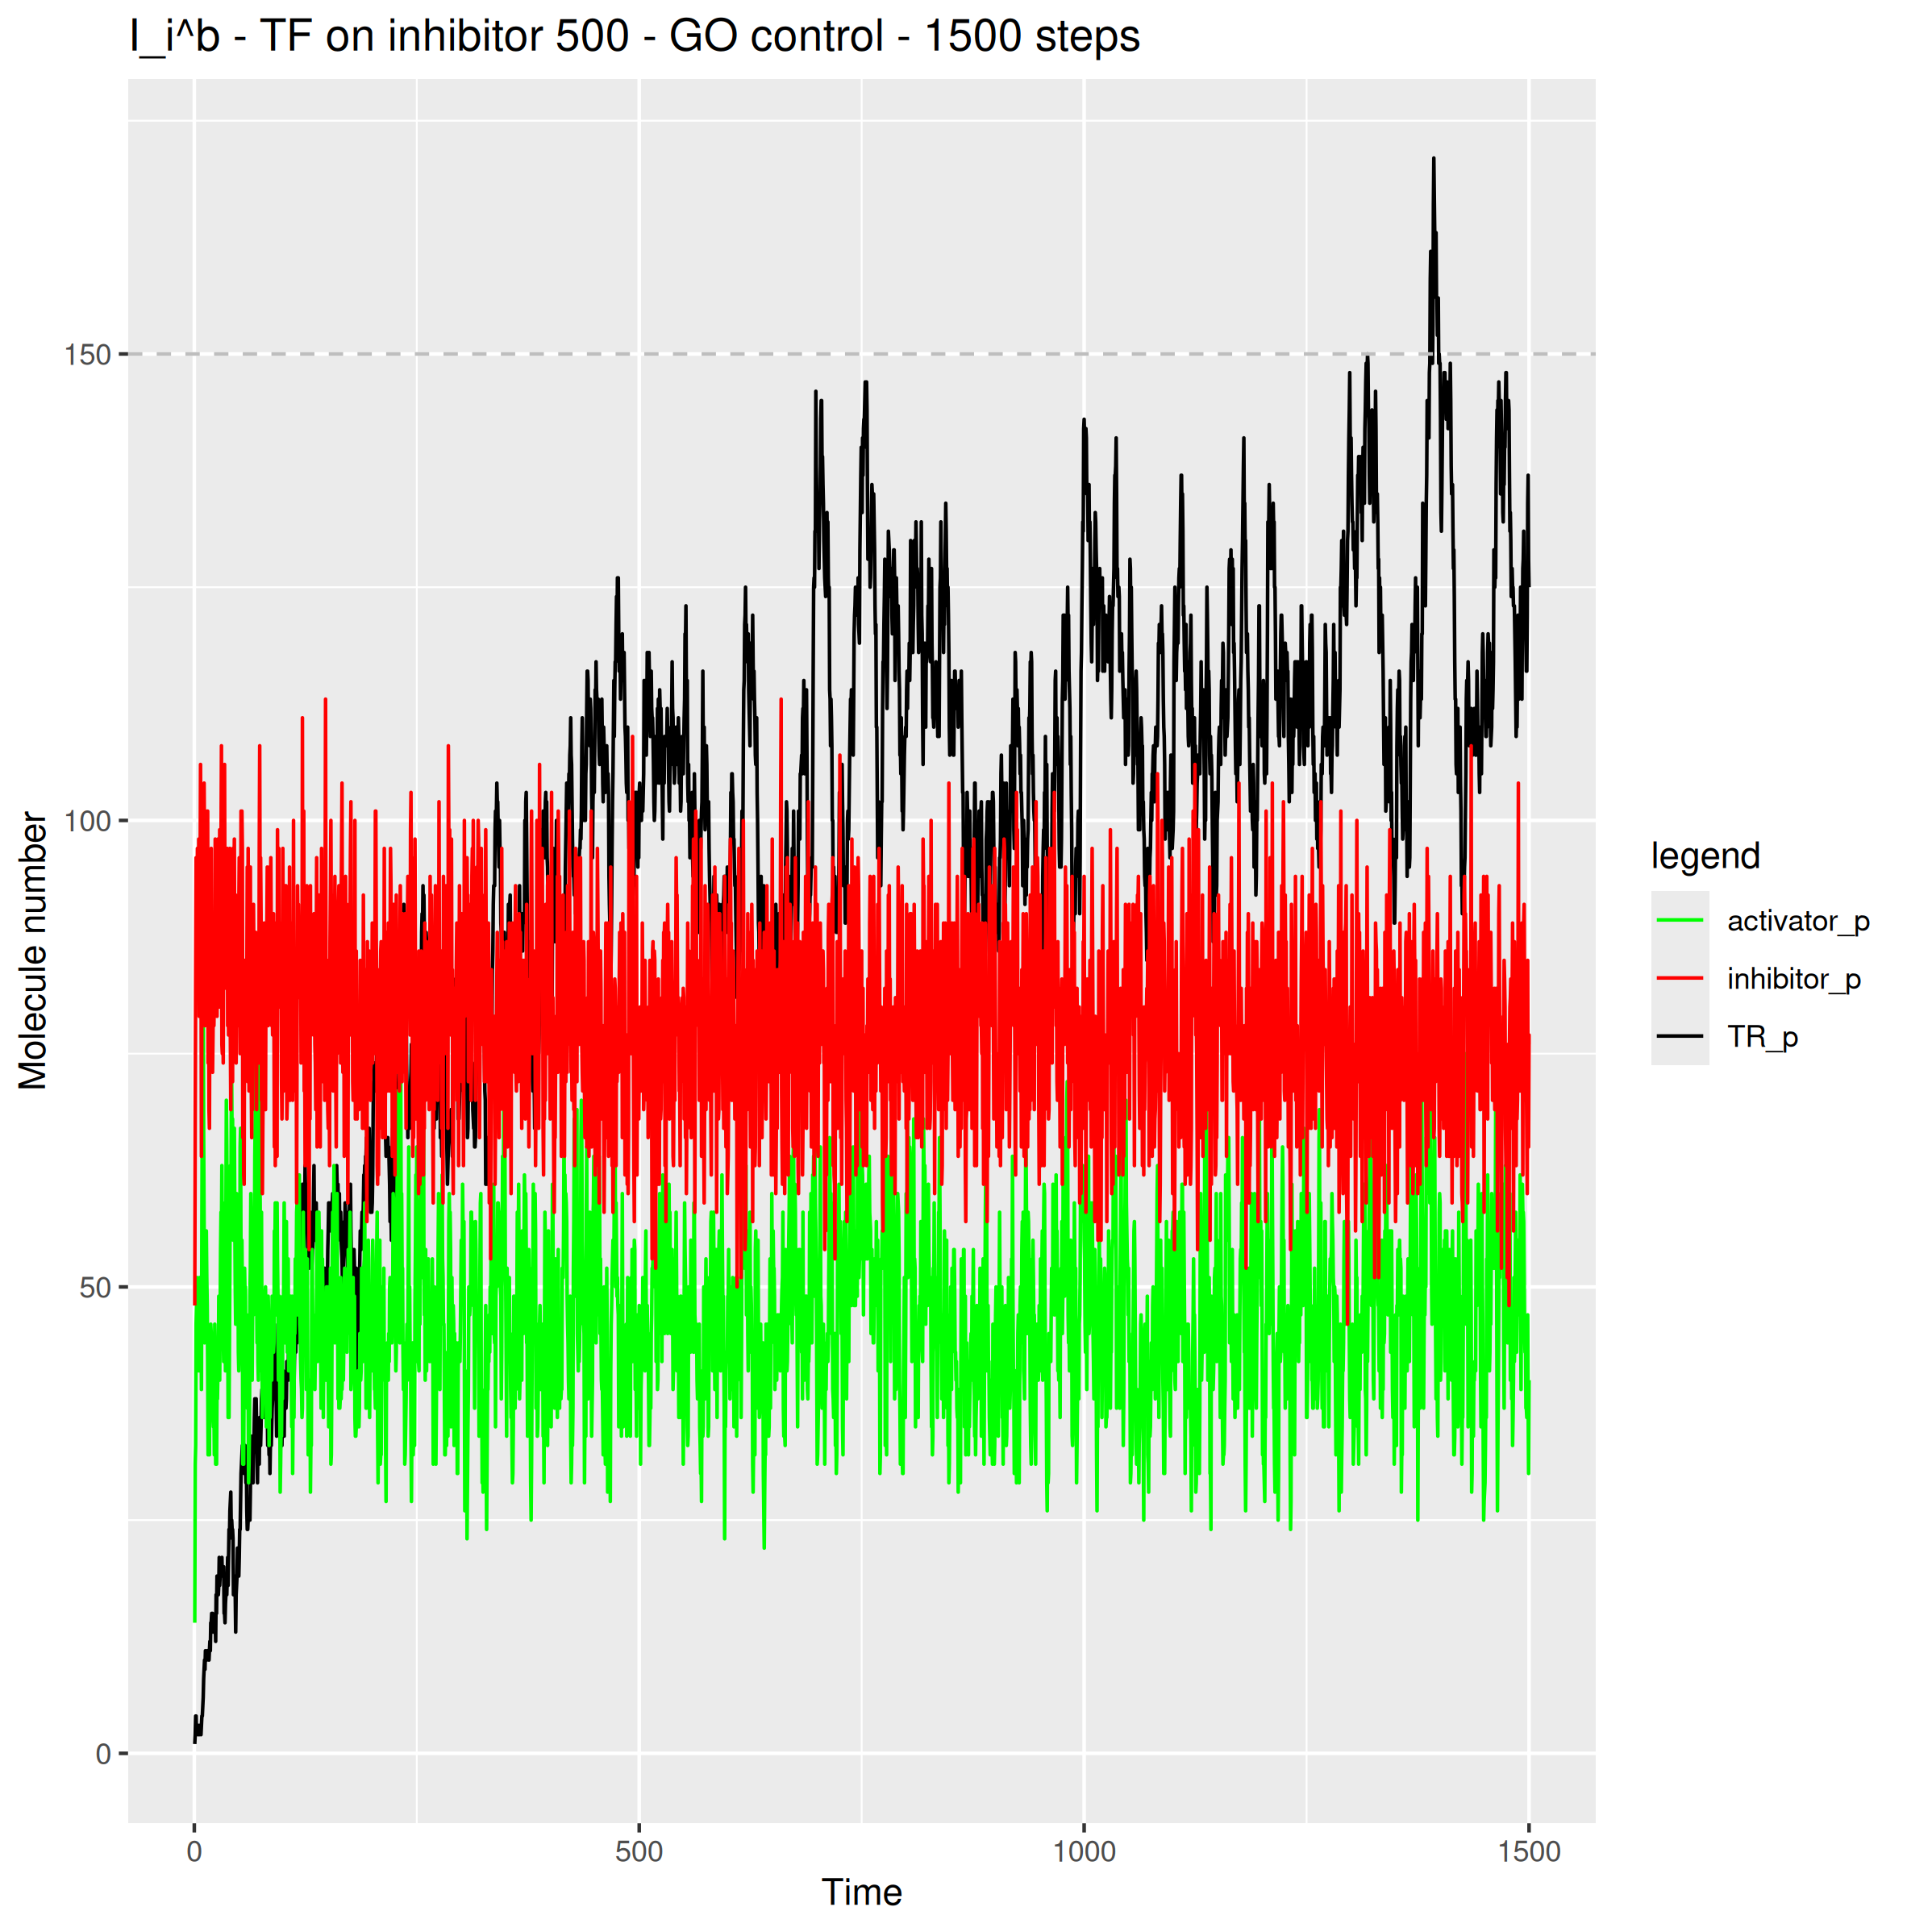 I_i^b - TF on inhibitor 500 - GO control - 1500 steps
Molecule number
150
100
50
0
0
500
1000
1500
Time
legend
activator_p
inhibitor_p
TR_p